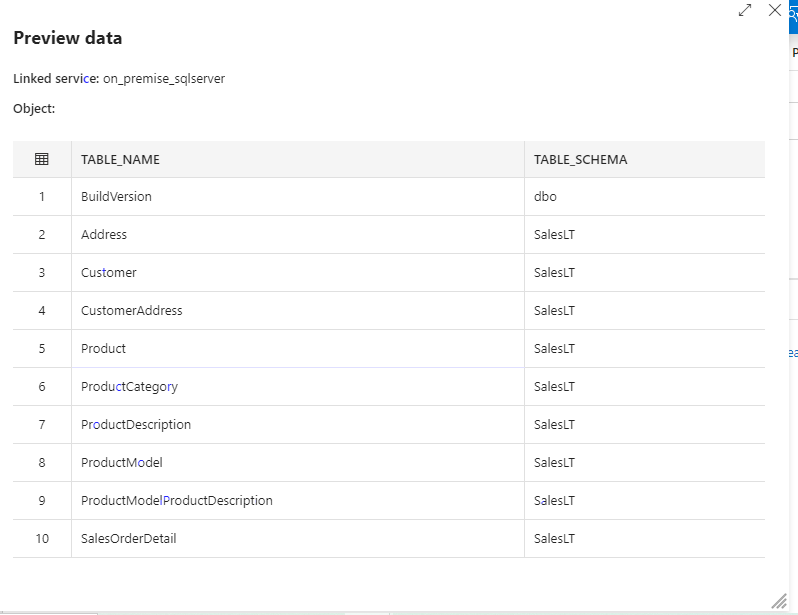 Preview data
Linked service: on_premise_sqlserver
Object:
TABLE_NAME TABLE_SCHEMA
1 BuildVersion dbo
2 Address SalesLT
3 Customer SalesLT
4 CustomerAddress SalesLT
5 Product SalesLT
6 ProductCategory SalesLT
7 ProductDescription SalesLT
8 ProductModel SalesLT
9 ProductModelProductDescription SalesLT
10 SalesOrderDetail SalesLT